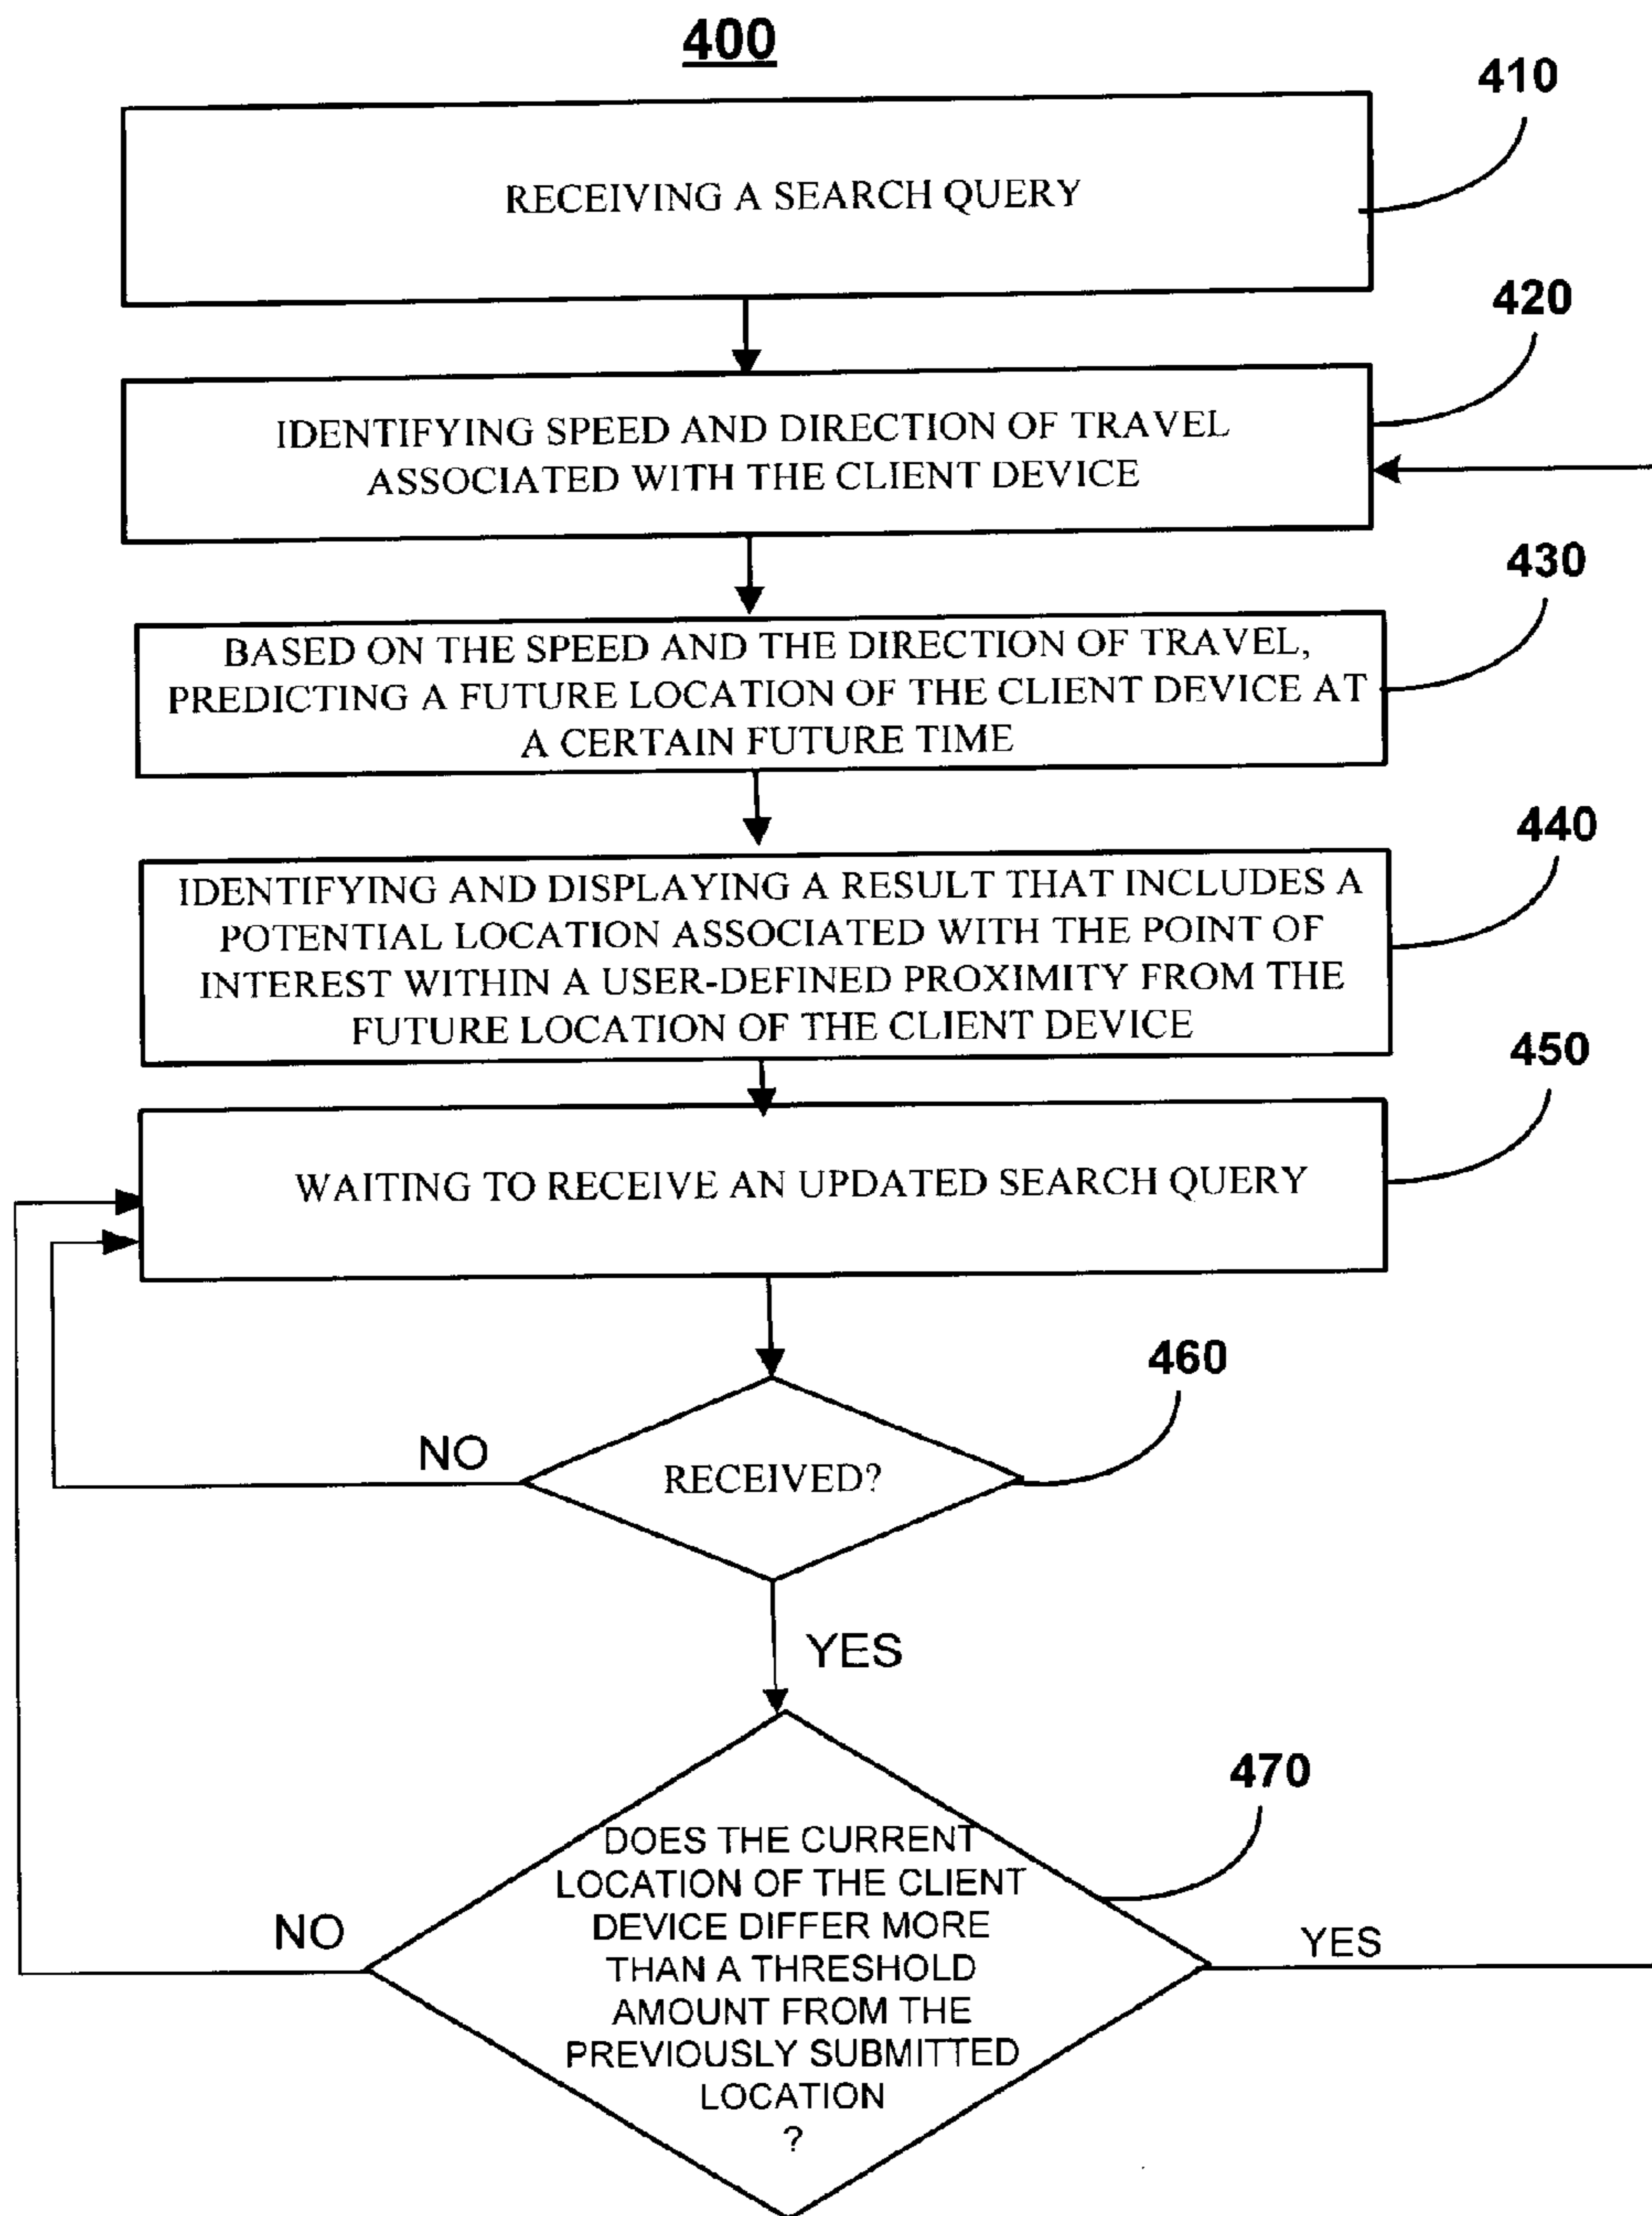 400
410
RECEIVING A SEARCH QUERY
420
IDENTIFYING SPEED AND DIRECTION OF TRAVEL
ASSOCIATED WITH THE CLIENT DEVICE
430
BASED ON THE SPEED AND THE DIRECTION OF TRAVEL,
PREDICTING A FUTURE LOCATION OF THE CLIENT DEVICE AT
A CERTAIN FUTURE TIME
440
IDENTIFYING AND DISPLAYING A RESULT THAT INCLUDES A
POTENTIAL LOCATION ASSOCIATED WITH THE POINT OF
INTEREST WITHIN A USER-DEFINED PROXIMITY FROM THE
FUTURE LOCATION OF THE CLIENT DEVICE
450
WAITING TO RECEIVE AN UPDATED SEARCH QUERY
460
NO
RECEIVED?
YES
470
DOES THE CURRENT
LOCATION OF THE CLIENT
DEVICE DIFFER MORE
THAN A THRESHOLD
AMOUNT FROM THE
PREVIOUSLY SUBMITTED
LOCATION
?
NO
YES